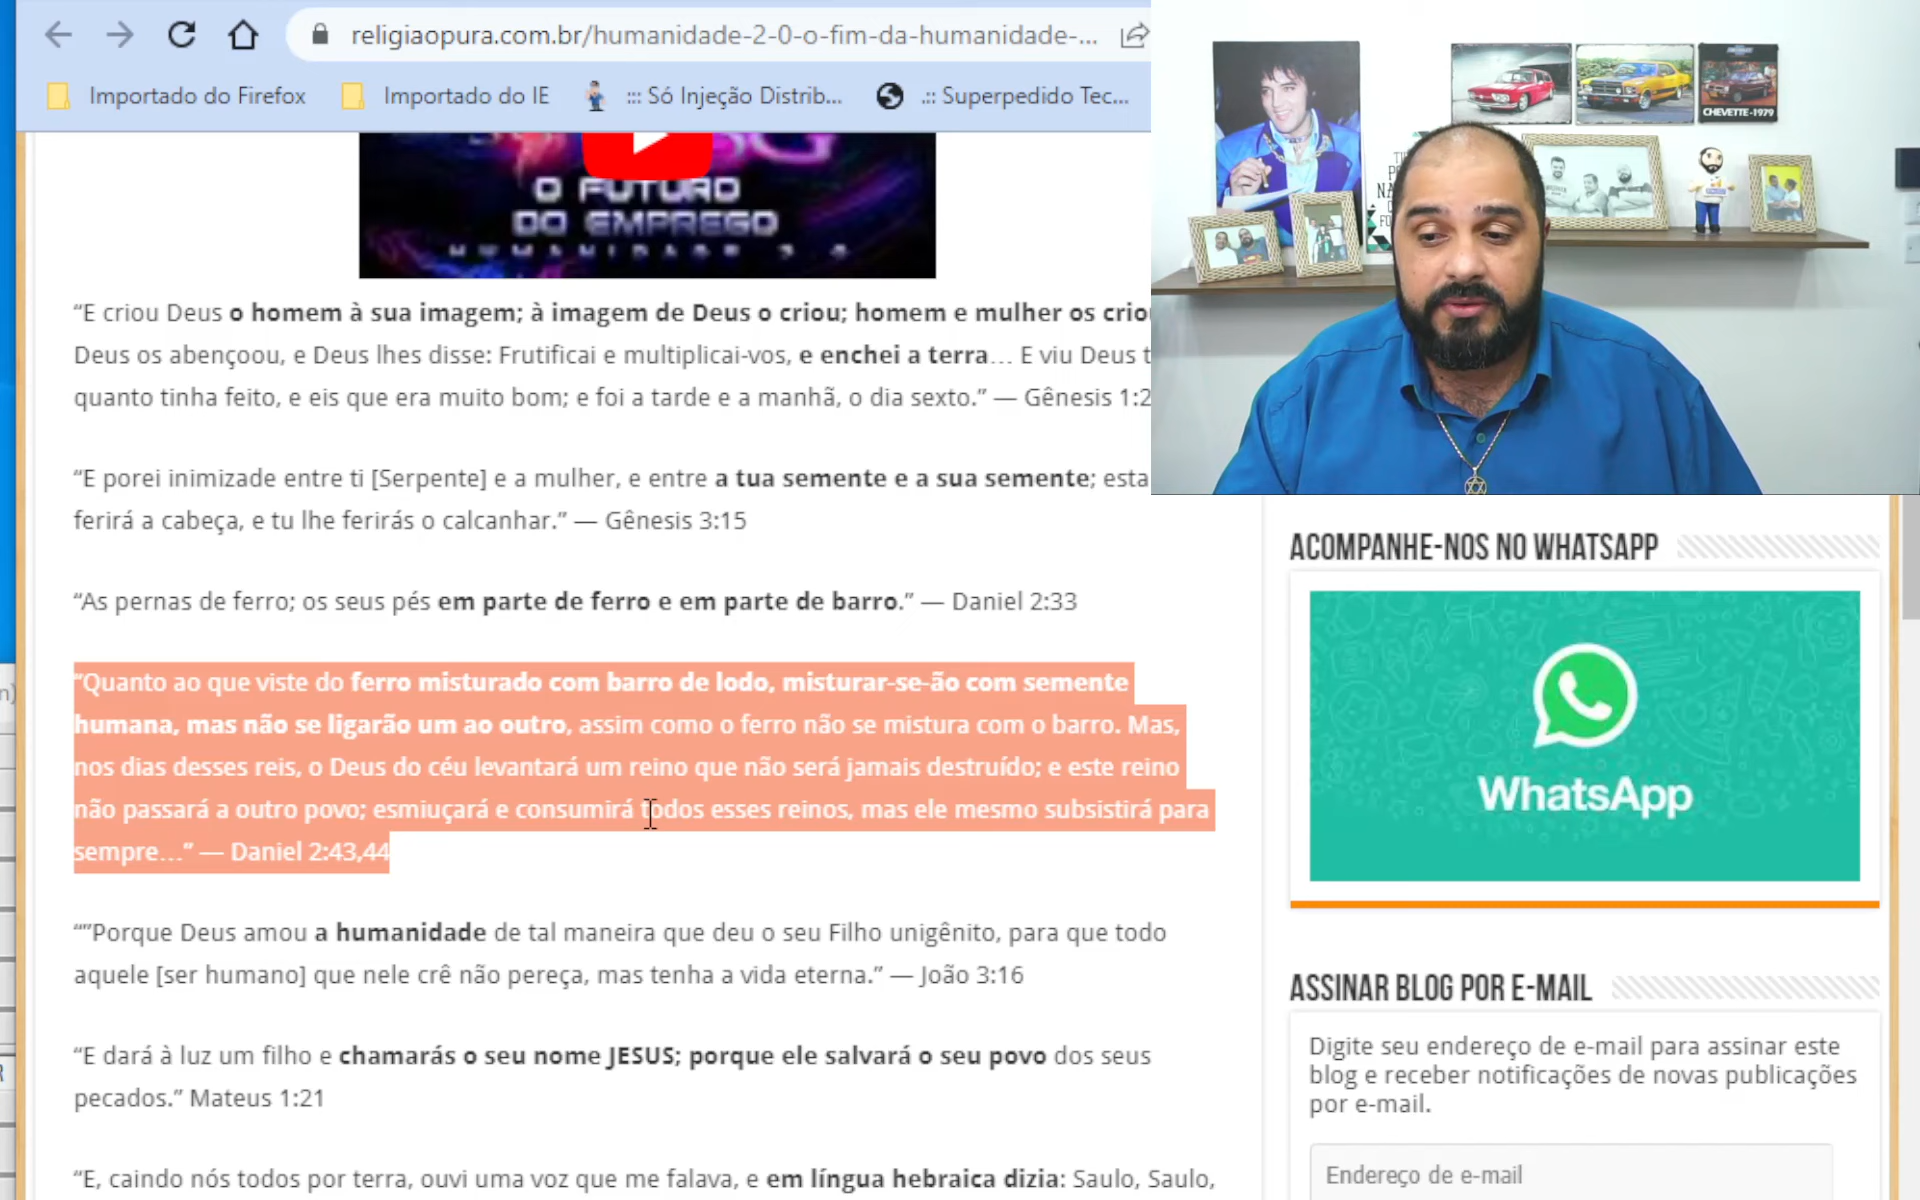 religiaopura.com.br/humanidade-2-0-o-fim-da-humanidade-...
Importado do Firefox
Importado do IE
::: Só Injeção Distrib...
.:: Superpedido Tec...
O FUTURO
DO EMPREGO
HUMANIDADE 2.0
CHEVETTE-1979
“E criou Deus o homem à sua imagem; à imagem de Deus o criou; homem e mulher os crio
Deus os abençoou, e Deus lhes disse: Frutificai e multiplicai-vos, e enchei a terra… E viu Deus t
quanto tinha feito, e eis que era muito bom; e foi a tarde e a manhã, o dia sexto.” — Gênesis 1:2
“E porei inimizade entre ti [Serpente] e a mulher, e entre a tua semente e a sua semente; esta
ferirá a cabeça, e tu lhe ferirás o calcanhar.” — Gênesis 3:15
“As pernas de ferro; os seus pés em parte de ferro e em parte de barro.” — Daniel 2:33
“Quanto ao que viste do ferro misturado com barro de lodo, misturar-se-ão com semente
humana, mas não se ligarão um ao outro, assim como o ferro não se mistura com o barro. Mas,
nos dias desses reis, o Deus do céu levantará um reino que não será jamais destruído; e este reino
não passará a outro povo; esmiuçará e consumirá todos esses reinos, mas ele mesmo subsistirá para
sempre…” — Daniel 2:43,44
“”Porque Deus amou a humanidade de tal maneira que deu o seu Filho unigênito, para que todo
aquele [ser humano] que nele crê não pereça, mas tenha a vida eterna.” — João 3:16
“E dará à luz um filho e chamarás o seu nome JESUS; porque ele salvará o seu povo dos seus
pecados.” Mateus 1:21
“E, caindo nós todos por terra, ouvi uma voz que me falava, e em língua hebraica dizia: Saulo, Saulo,
ACOMPANHE-NOS NO WHATSAPP
WhatsApp
ASSINAR BLOG POR E-MAIL
Digite seu endereço de e-mail para assinar este
blog e receber notificações de novas publicações
por e-mail.
Endereço de e-mail